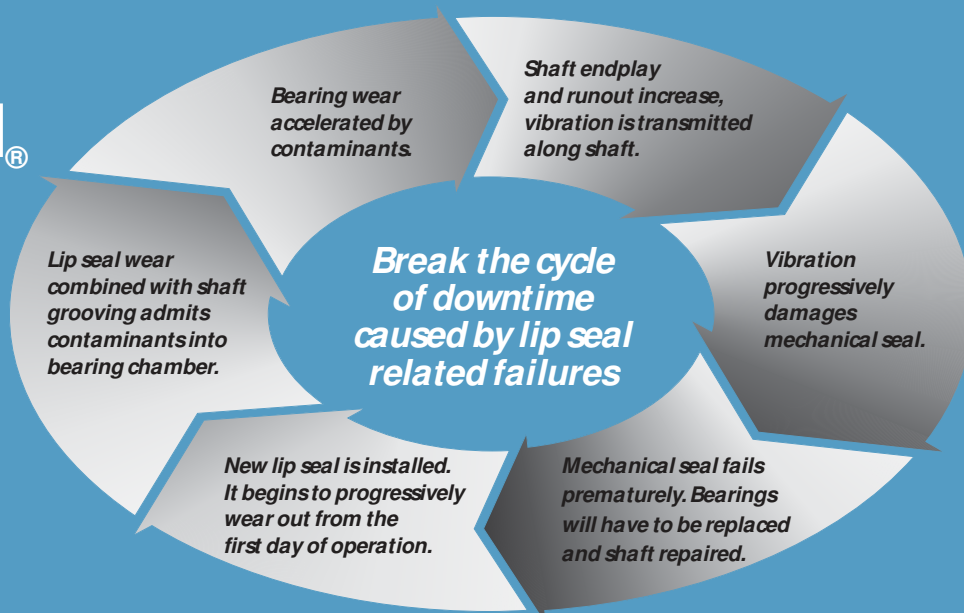 Bearing wear
accelerated by
contaminants.
Shaft endplay
and runout increase,
vibration is transmitted
along shaft.
Vibration
progressively
damages
mechanical seal.
Mechanical seal fails
prematurely. Bearings
will have to be replaced
and shaft repaired.
New lip seal is installed.
It begins to progressively
wear out from the
first day of operation.
Lip seal wear
combined with shaft
grooving admits
contaminants into
bearing chamber.
Break the cycle
of downtime
caused by lip seal
related failures
®